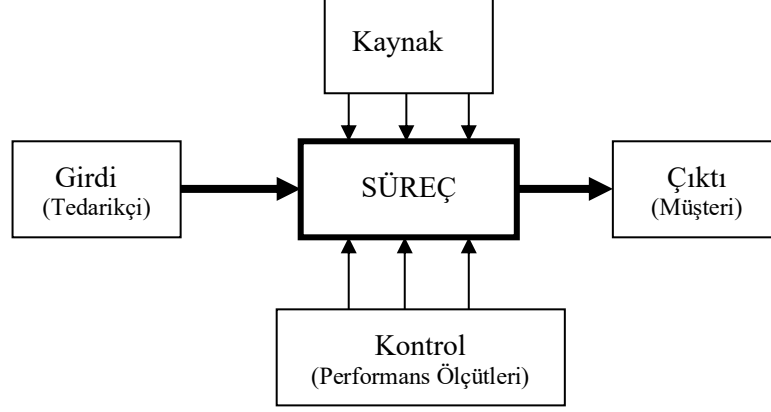 Kaynak
Girdi
(Tedarikçi)
SÜREÇ
Çıktı
(Müşteri)
Kontrol
(Performans Ölçütleri)